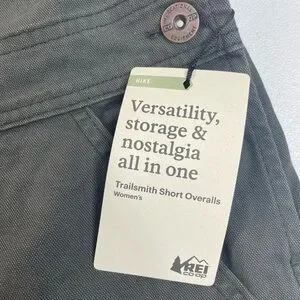 HIKE
Versatility,
storage &
nostalgia
all in one
Trailsmith Short Overalls
Women's
REI
co·op